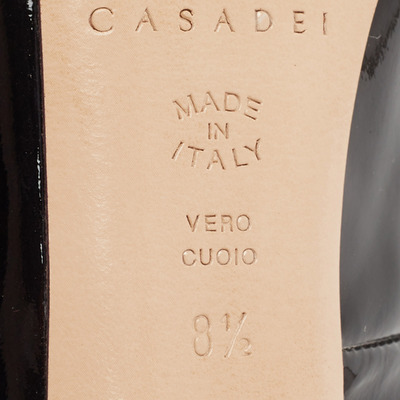 CASADEI
MADE
IN
ITALY
VERO
CUOIO
8½